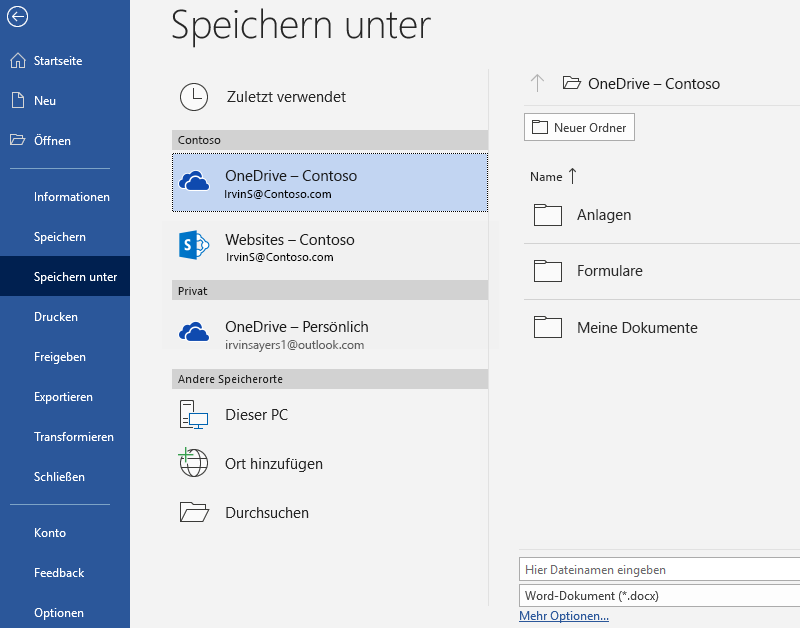 Speichern unter
Startseite
Neu
Öffnen
Informationen
Speichern
Speichern unter
Drucken
Freigeben
Exportieren
Transformieren
Schließen
Konto
Feedback
Optionen
Zuletzt verwendet
Contoso
OneDrive – Contoso
IrvinS@Contoso.com
S
Websites – Contoso
IrvinS@Contoso.com
Privat
OneDrive – Persönlich
irvinsayers1@outlook.com
Andere Speicherorte
Dieser PC
Ort hinzufügen
Durchsuchen
OneDrive – Contoso
Neuer Ordner
Name
Anlagen
Formulare
Meine Dokumente
Hier Dateinamen eingeben
Word-Dokument (*.docx)
Mehr Optionen...